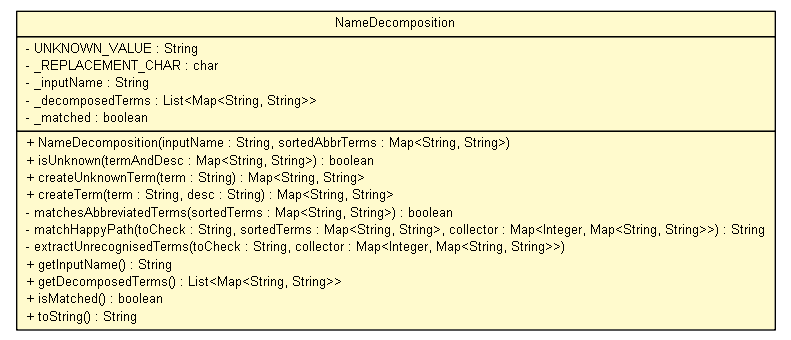 NameDecomposition
- UNKNOWN_VALUE : String
- _REPLACEMENT_CHAR : char
- _inputName : String
- _decomposedTerms : List<Map<String, String>>
- _matched : boolean
+ NameDecomposition(inputName : String, sortedAbbrTerms : Map<String, String>)
+ isUnknown(termAndDesc : Map<String, String>) : boolean
+ createUnknownTerm(term : String) : Map<String, String>
+ createTerm(term : String, desc : String) : Map<String, String>
- matchesAbbreviatedTerms(sortedTerms : Map<String, String>) : boolean
- matchHappyPath(toCheck : String, sortedTerms : Map<String, String>, collector : Map<Integer, Map<String, String>>) : String
- extractUnrecognisedTerms(toCheck : String, collector : Map<Integer, Map<String, String>>)
+ getInputName() : String
+ getDecomposedTerms() : List<Map<String, String>>
+ isMatched() : boolean
+ toString() : String